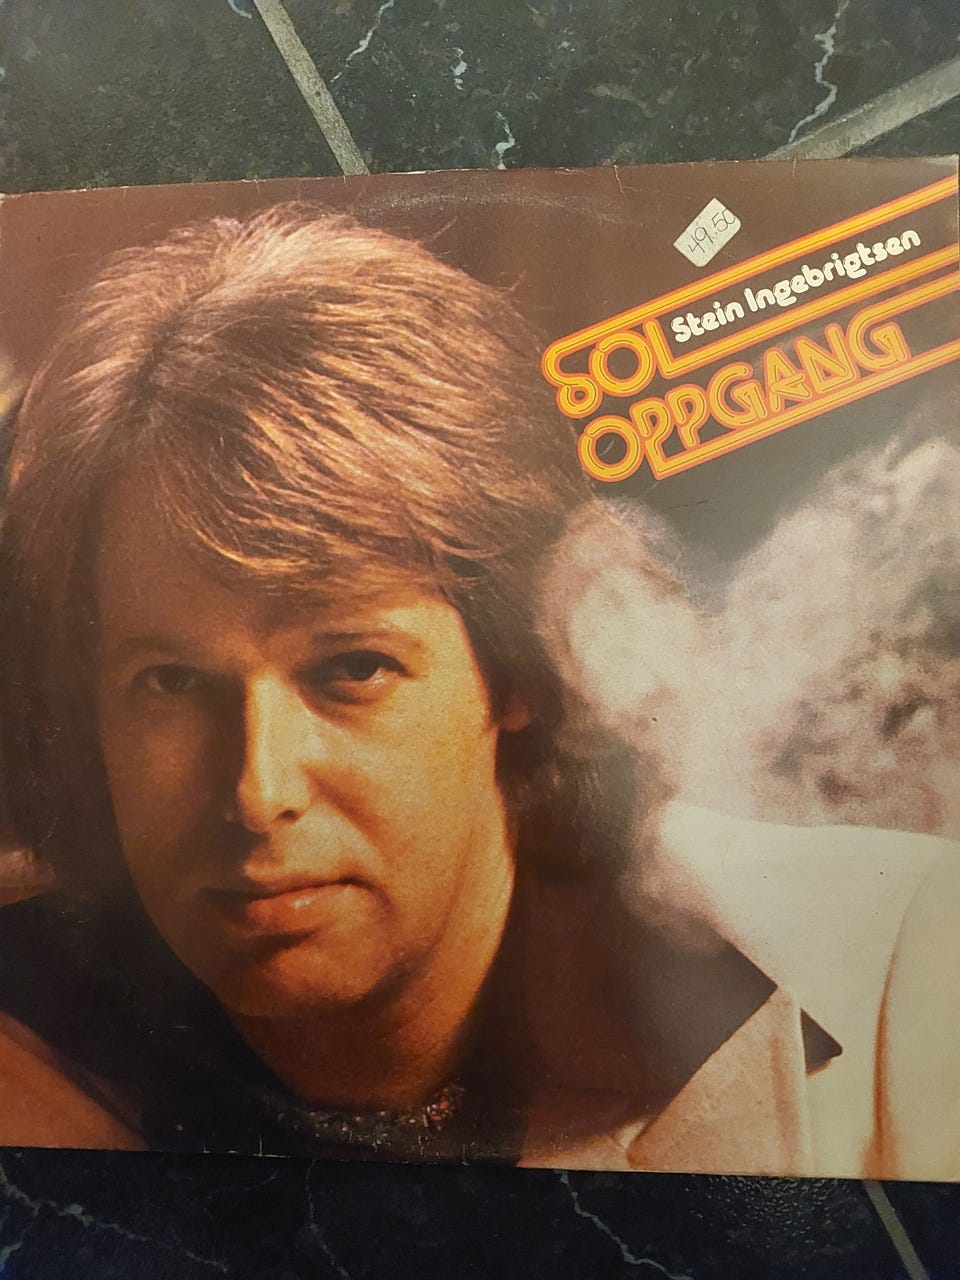 49.50
Stein Ingebrigtsen
SOL
OPPGANG